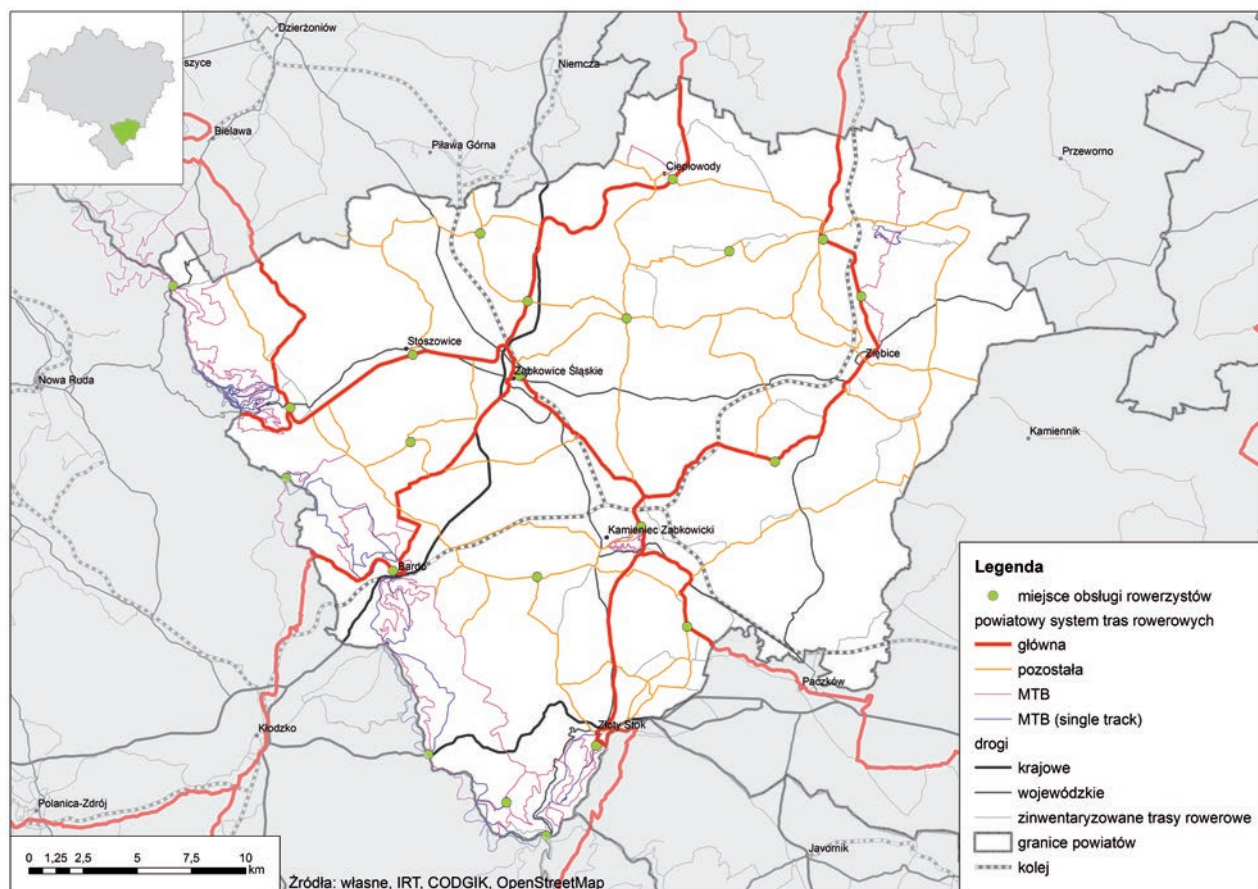 Dzierżoniów
szyce
Niemcza
Bielawa
Piława Górna
Przeworno
Ciepłowody
Stoszowice
Ziębice
Nowa Ruda
Ząbkowice Śląskie
Kamiennik
Kamieniec Ząbkowicki
Bardo
Paczków
Kłodzko
Złoty Stok
Polanica-Zdrój
Javornik
Legenda
miejsce obsługi rowerzystów
powiatowy system tras rowerowych
główna
pozostała
MTB
MTB (single track)
drogi
krajowe
wojewódzkie
zinwentaryzowane trasy rowerowe
granice powiatów
kolej
0 1,25 2,5 5 7,5 10
km
Źródła: własne, IRT, CODGIK, OpenStreetMap